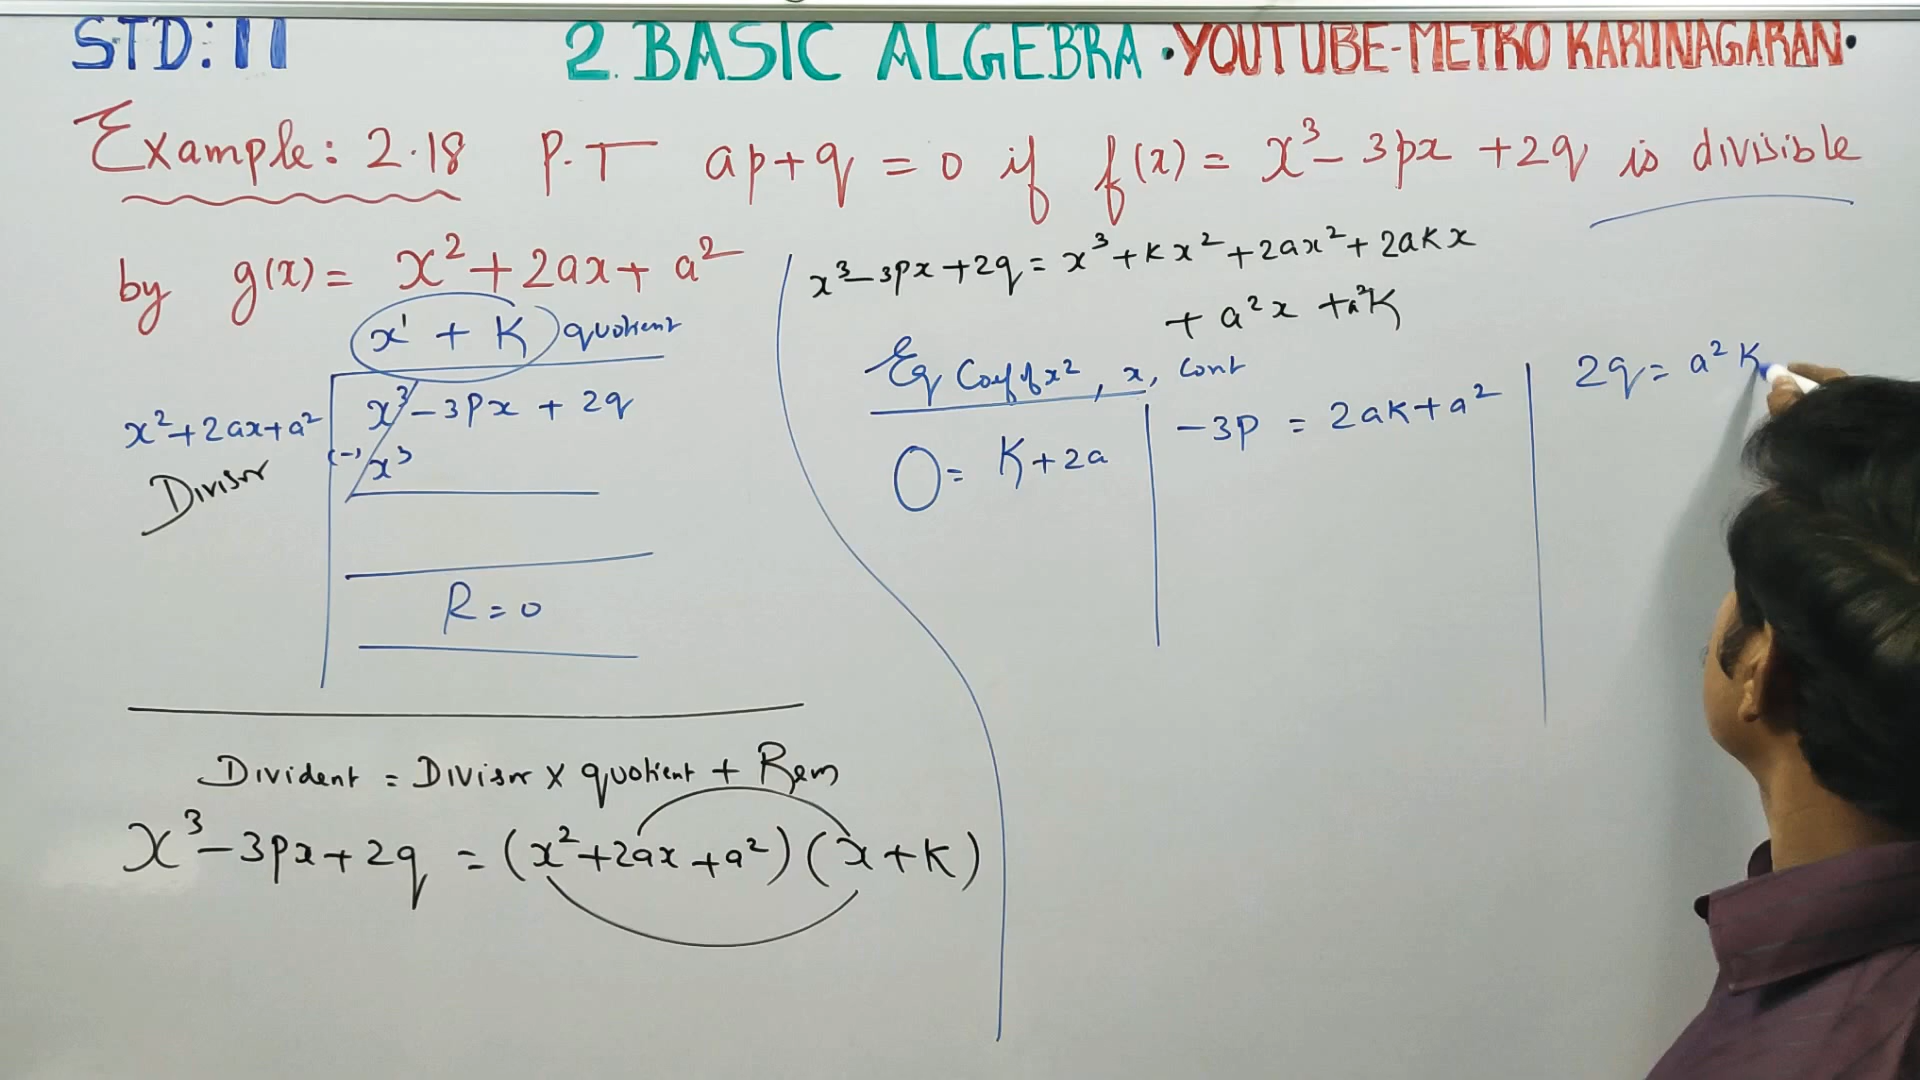 STD: 11 2. BASIC ALGEBRA • YOUTUBE-METRO KARUNAGARAN •
Example: 2.18 P.T ap+q = 0 if f(x) = x³ - 3px + 2q is divisible
by g(x) = x² + 2ax + a²
x¹ + K quotient
x² + 2ax + a²
x³ - 3px + 2q
(-) x³
Divisor
R = 0
Divident = Divisor × quotient + Rem
x³ - 3px + 2q = (x² + 2ax + a²) (x + K)
x³ - 3px + 2q = x³ + Kx² + 2ax² + 2aKx
+ a²x + a²K
Eq Coef of x², x, Cont
0 = K + 2a
-3p = 2aK + a²
2q = a² K